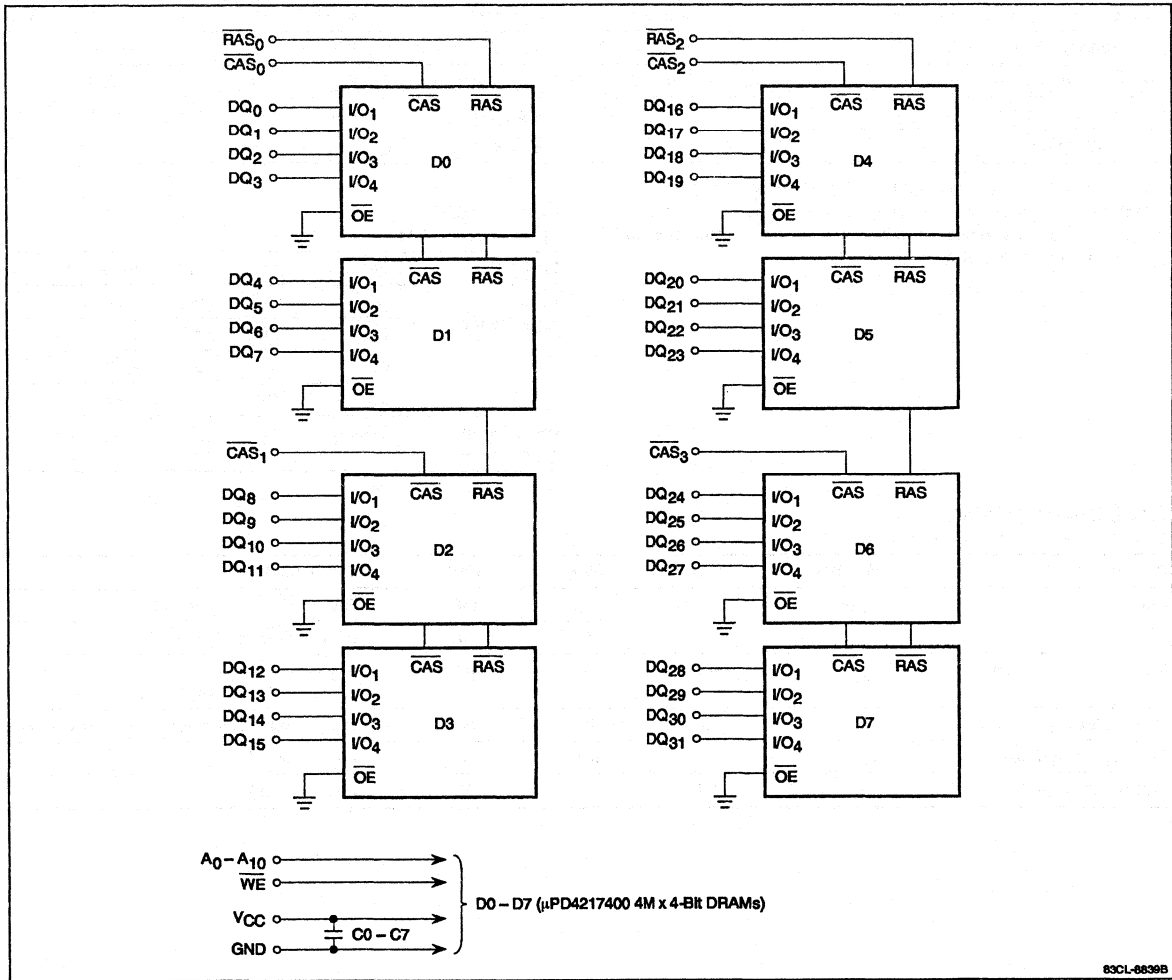 RAS0
CAS0
DQ0
DQ1
DQ2
DQ3
CAS RAS
I/O1
I/O2
I/O3
I/O4
D0
OE
DQ4
DQ5
DQ6
DQ7
CAS RAS
I/O1
I/O2
I/O3
I/O4
D1
OE
CAS1
DQ8
DQ9
DQ10
DQ11
CAS RAS
I/O1
I/O2
I/O3
I/O4
D2
OE
DQ12
DQ13
DQ14
DQ15
CAS RAS
I/O1
I/O2
I/O3
I/O4
D3
OE
RAS2
CAS2
DQ16
DQ17
DQ18
DQ19
CAS RAS
I/O1
I/O2
I/O3
I/O4
D4
OE
DQ20
DQ21
DQ22
DQ23
CAS RAS
I/O1
I/O2
I/O3
I/O4
D5
OE
CAS3
DQ24
DQ25
DQ26
DQ27
CAS RAS
I/O1
I/O2
I/O3
I/O4
D6
OE
DQ28
DQ29
DQ30
DQ31
CAS RAS
I/O1
I/O2
I/O3
I/O4
D7
OE
A0 – A10
WE
VCC
C0 – C7
GND
D0 – D7 (µPD4217400 4M x 4-Bit DRAMs)
83CL-8839B